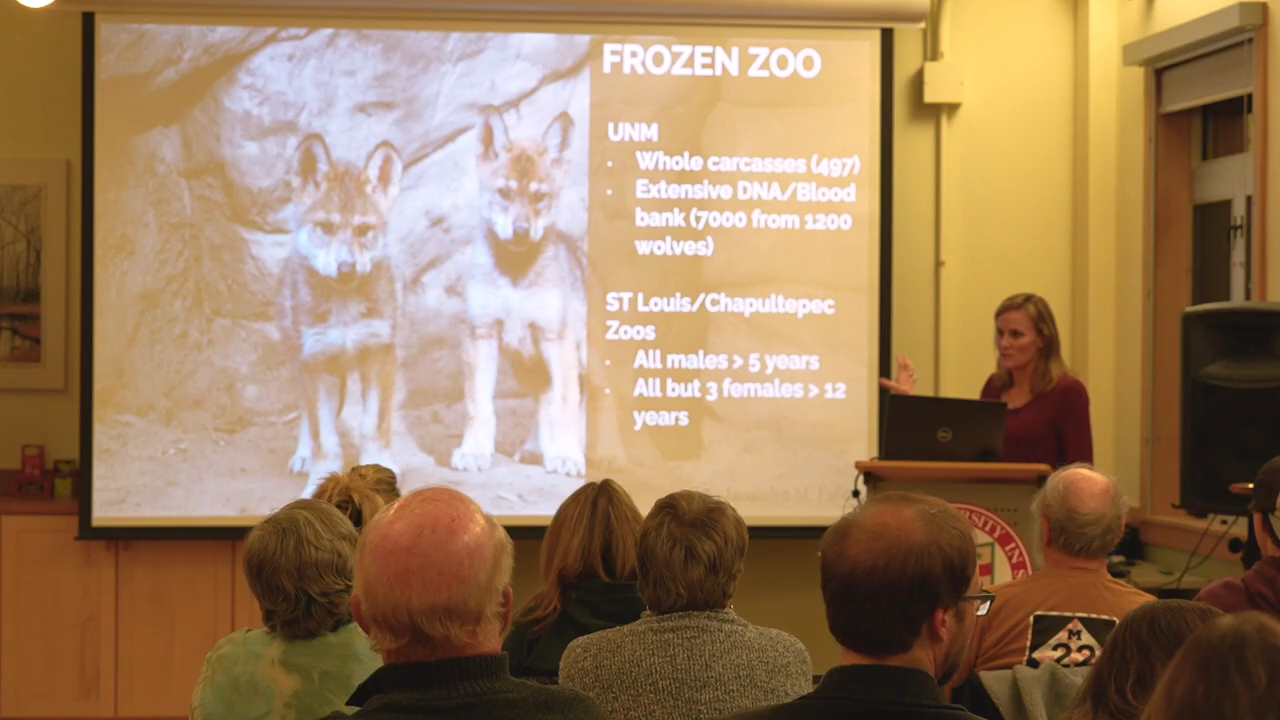 FROZEN ZOO
UNM
• Whole carcasses (497)
• Extensive DNA/Blood
bank (7000 from 1200
wolves)
ST Louis/Chapultepec
Zoos
• All males > 5 years
• All but 3 females > 12
years
M
22